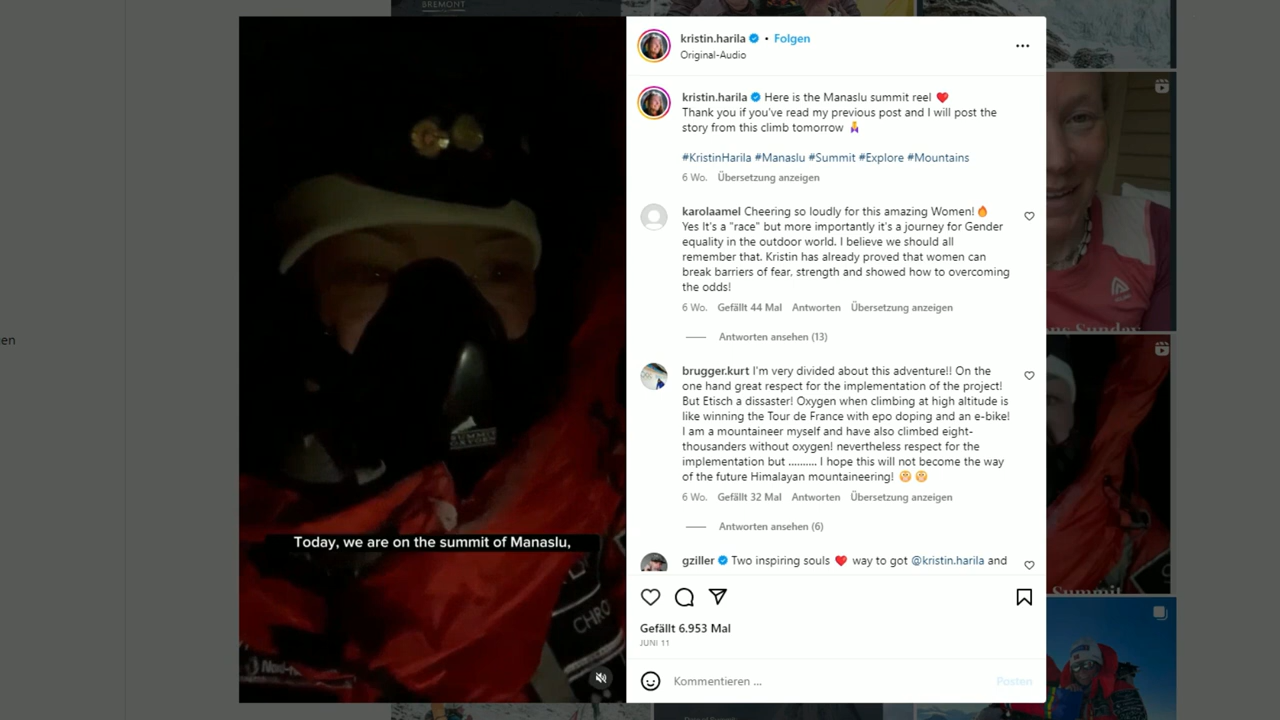 BREMONT
kristin.harila • Folgen
Original-Audio
kristin.harila Here is the Manaslu summit reel ❤️
Thank you if you've read my previous post and I will post the
story from this climb tomorrow
#KristinHarila #Manaslu #Summit #Explore #Mountains
6 Wo. Übersetzung anzeigen
karolaamel Cheering so loudly for this amazing Women!🔥
Yes It's a "race" but more importantly it's a journey for Gender
equality in the outdoor world. I believe we should all
remember that. Kristin has already proved that women can
break barriers of fear, strength and showed how to overcoming
the odds!
6 Wo. Gefällt 44 Mal Antworten Übersetzung anzeigen
Antworten ansehen (13)
brugger.kurt I'm very divided about this adventure!! On the
one hand great respect for the implementation of the project!
But Etisch a dissaster! Oxygen when climbing at high altitude is
like winning the Tour de France with epo doping and an e-bike!
I am a mountaineer myself and have also climbed eight-
thousanders without oxygen! nevertheless respect for the
implementation but .......... I hope this will not become the way
of the future Himalayan mountaineering!
6 Wo. Gefällt 32 Mal Antworten Übersetzung anzeigen
Antworten ansehen (6)
gziller Two inspiring souls ❤️ way to got @kristin.harila and
Gefällt 6.953 Mal
JUNI 11
Kommentieren ...
Posten
SUMMIT
OXYGEN
Today, we are on the summit of Manaslu,
CHRO
en
ns Sunday
Summit